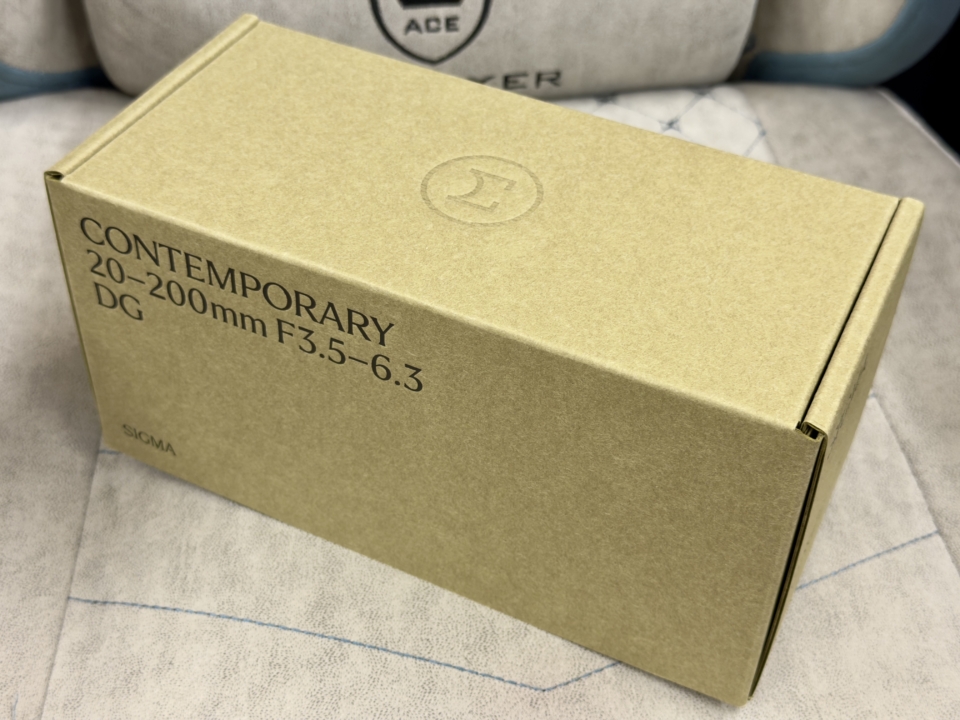 ACE
CONTEMPORARY
20–200mm F3.5–6.3
DG
SIGMA